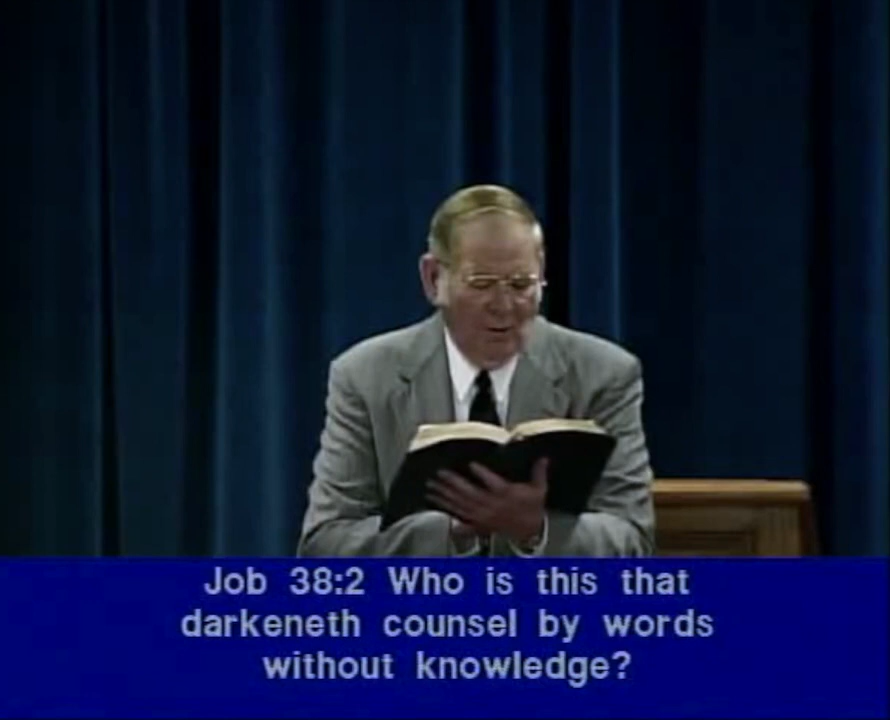 Job 38:2 Who is this that
darkeneth counsel by words
without knowledge?